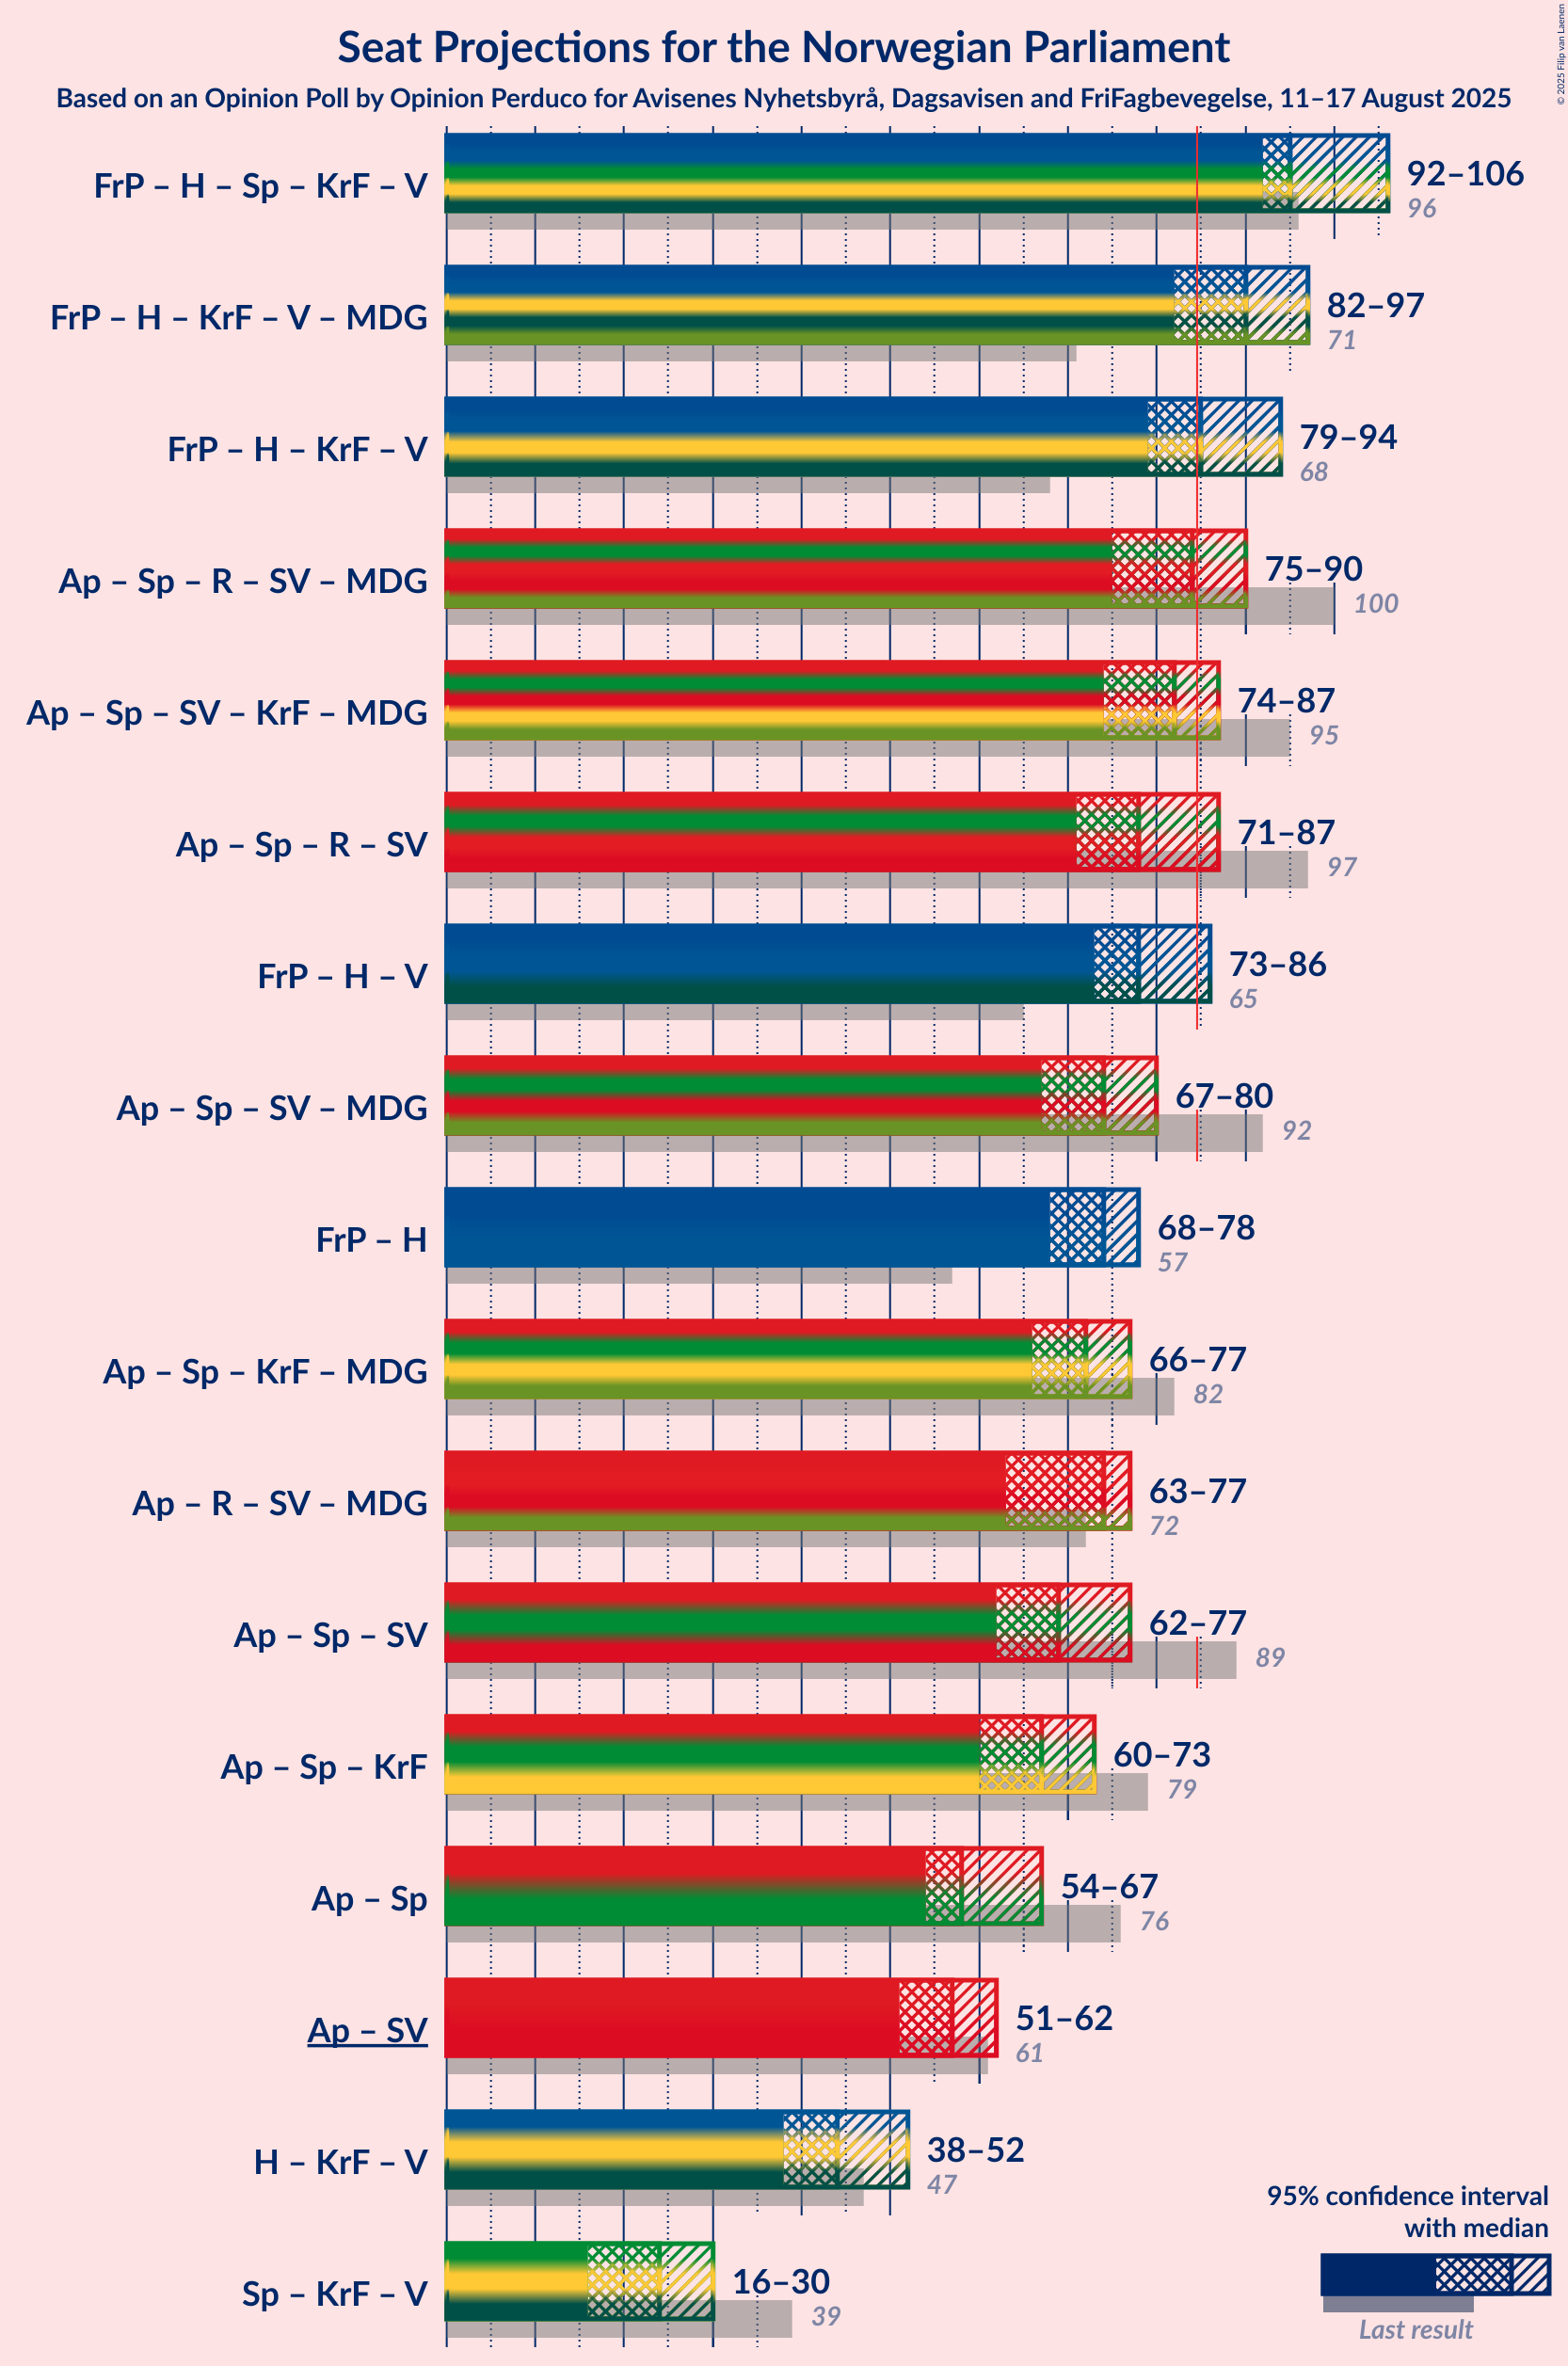 Seat Projections for the Norwegian Parliament
Based on an Opinion Poll by Opinion Perduco for Avisenes Nyhetsbyrå, Dagsavisen and FriFagbevegelse, 11–17 August 2025
© 2025 Filip van Laenen
FrP – H – Sp – KrF – V
92–106
96
FrP – H – KrF – V – MDG
82–97
71
FrP – H – KrF – V
79–94
68
Ap – Sp – R – SV – MDG
75–90
100
Ap – Sp – SV – KrF – MDG
74–87
95
Ap – Sp – R – SV
71–87
97
FrP – H – V
73–86
65
Ap – Sp – SV – MDG
67–80
92
FrP – H
68–78
57
Ap – Sp – KrF – MDG
66–77
82
Ap – R – SV – MDG
63–77
72
Ap – Sp – SV
62–77
89
Ap – Sp – KrF
60–73
79
Ap – Sp
54–67
76
Ap – SV
51–62
61
H – KrF – V
38–52
47
Sp – KrF – V
16–30
39
95% confidence interval
with median
Last result